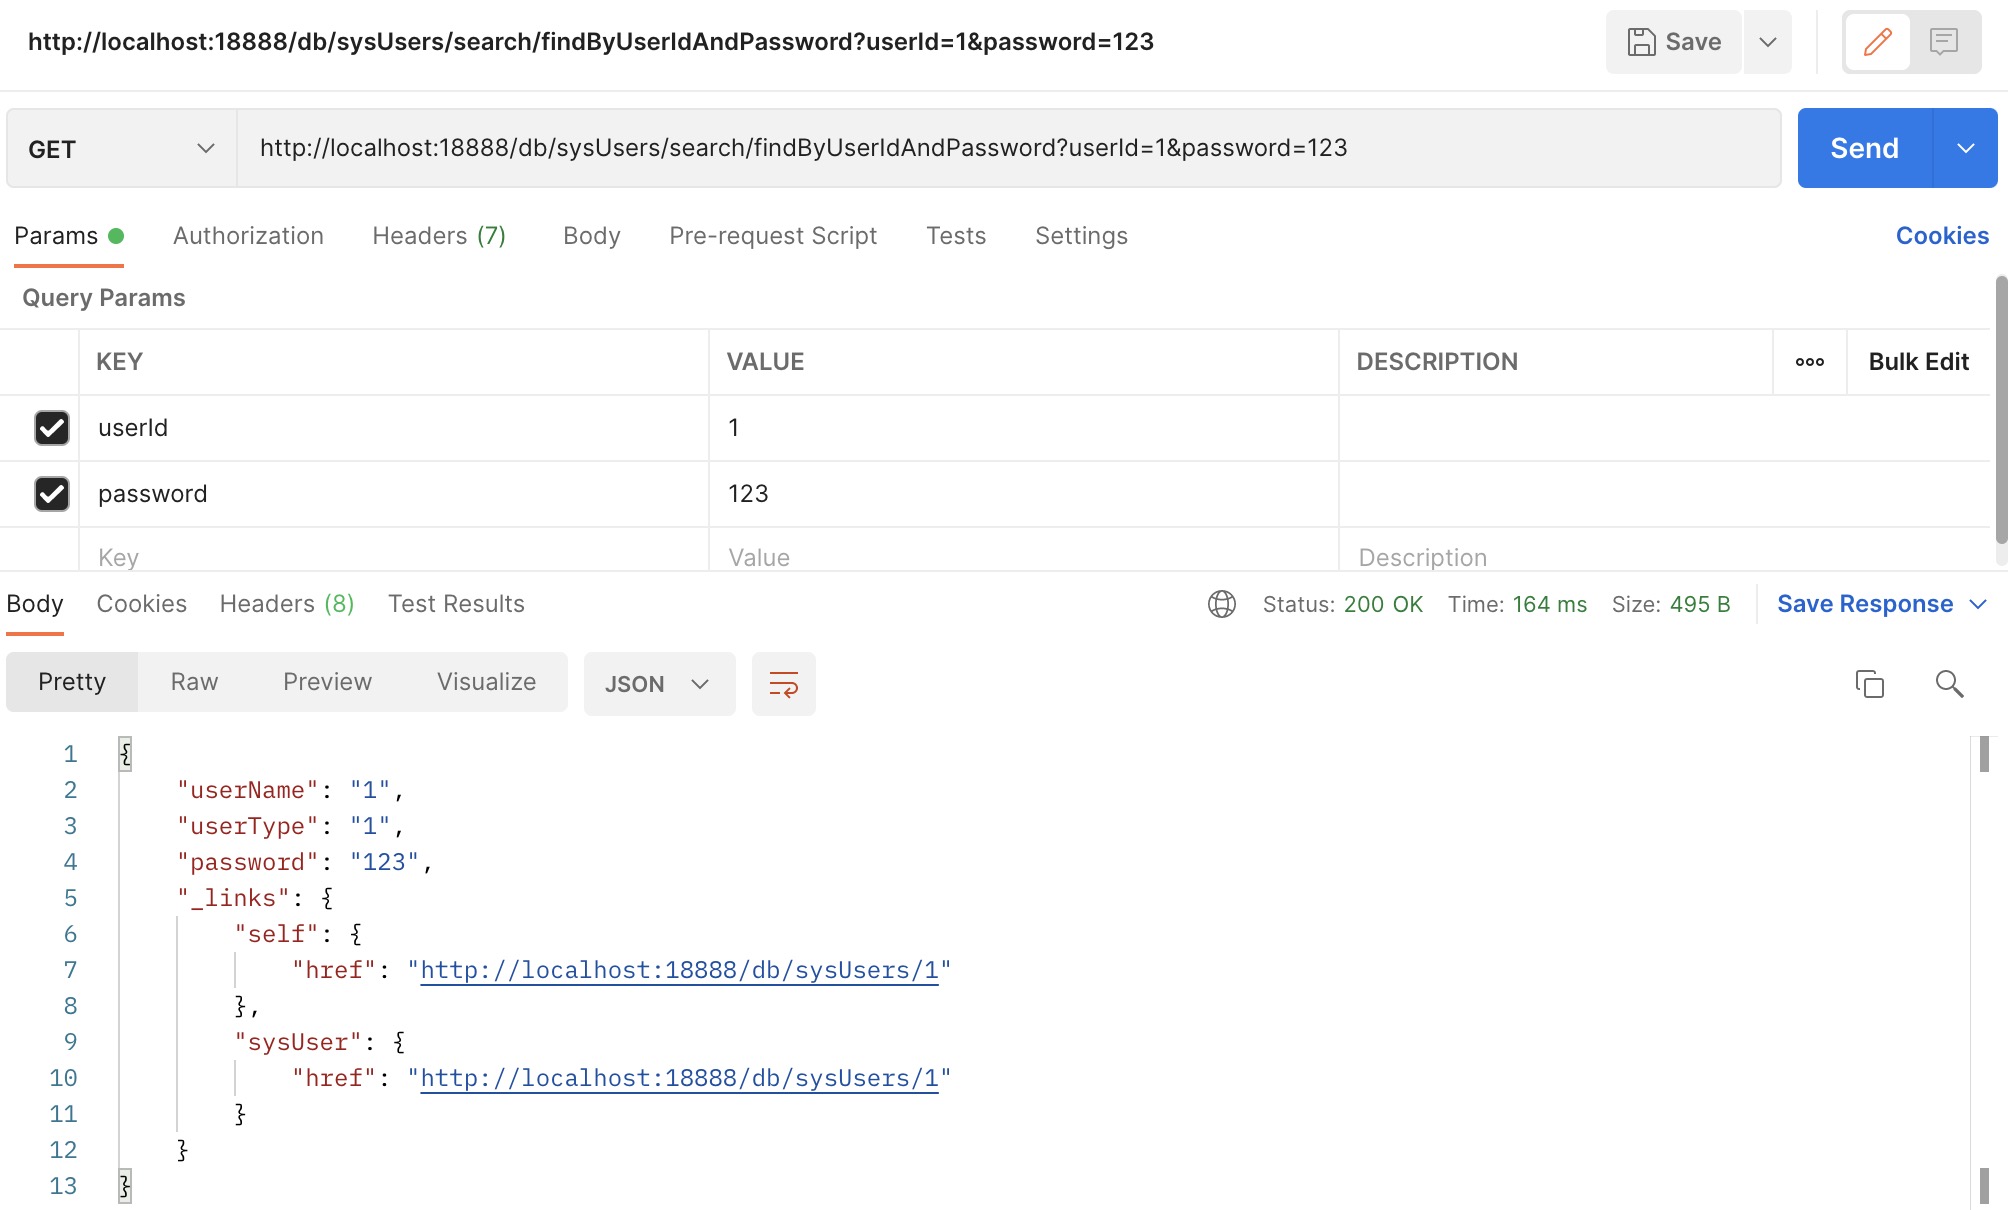 http://localhost:18888/db/sysUsers/search/findByUserIdAndPassword?userId=1&password=123
Save
GET http://localhost:18888/db/sysUsers/search/findByUserIdAndPassword?userId=1&password=123 Send
Params Authorization Headers (7) Body Pre-request Script Tests Settings Cookies
Query Params
KEY VALUE DESCRIPTION ooo Bulk Edit
userId 1
password 123
Key Value Description
Body Cookies Headers (8) Test Results Status: 200 OK Time: 164 ms Size: 495 B Save Response
Pretty Raw Preview Visualize JSON
1 {
2 "userName": "1",
3 "userType": "1",
4 "password": "123",
5 "_links": {
6 "self": {
7 "href": "http://localhost:18888/db/sysUsers/1"
8 },
9 "sysUser": {
10 "href": "http://localhost:18888/db/sysUsers/1"
11 }
12 }
13 }